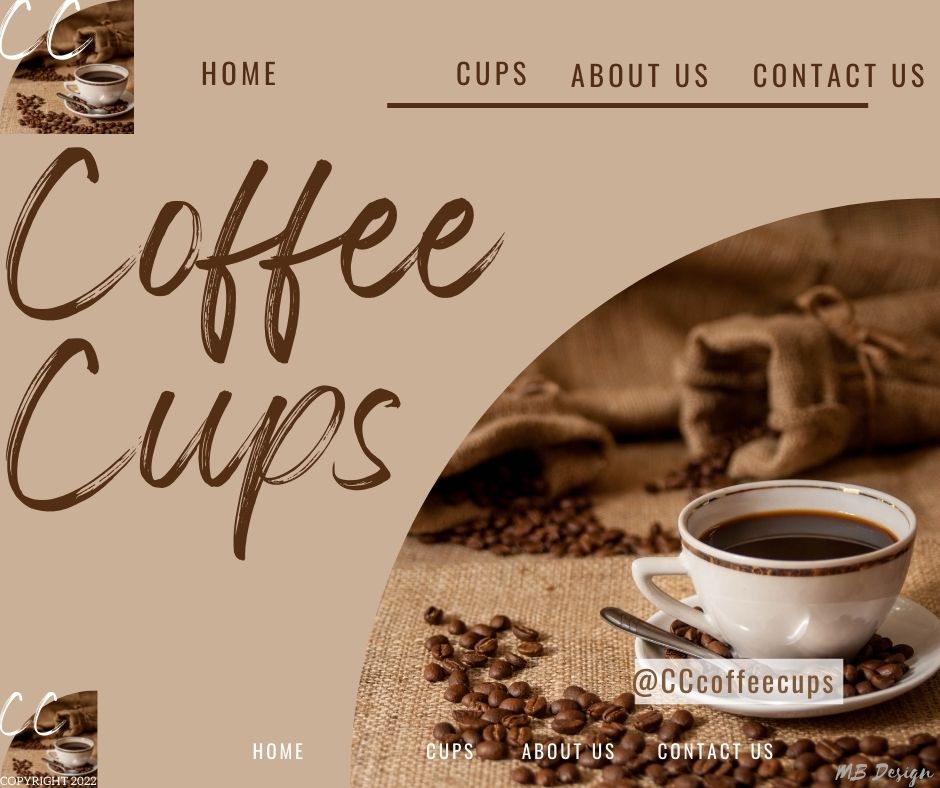 CC
HOME CUPS ABOUT US CONTACT US
Coffee
Cups
@CCcoffeecups
CC
HOME CUPS ABOUT US CONTACT US
COPYRIGHT 2022
MB Design